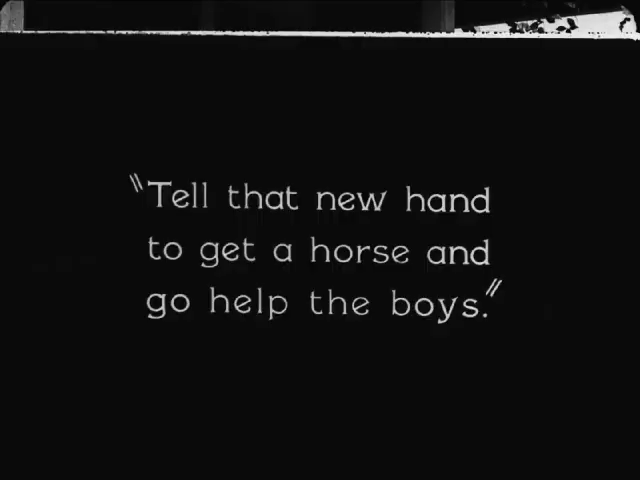 "Tell that new hand
to get a horse and
go help the boys."